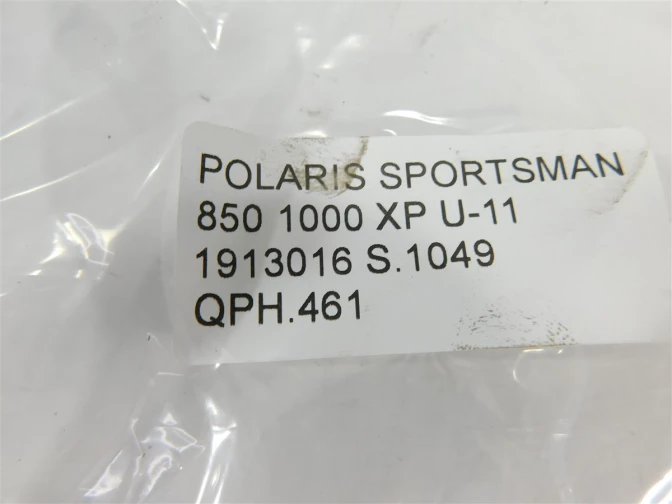 POLARIS SPORTSMAN
850 1000 XP U-11
1913016 S.1049
QPH.461